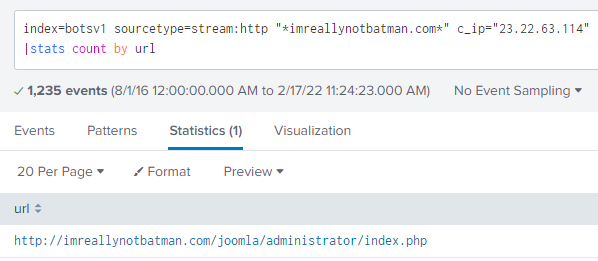 index=botsv1 sourcetype=stream:http "*imreallynotbatman.com*" c_ip="23.22.63.114"
|stats count by url
✓ 1,235 events (8/1/16 12:00:00.000 AM to 2/17/22 11:24:23.000 AM) No Event Sampling
Events Patterns Statistics (1) Visualization
20 Per Page Format Preview
url
http://imreallynotbatman.com/joomla/administrator/index.php